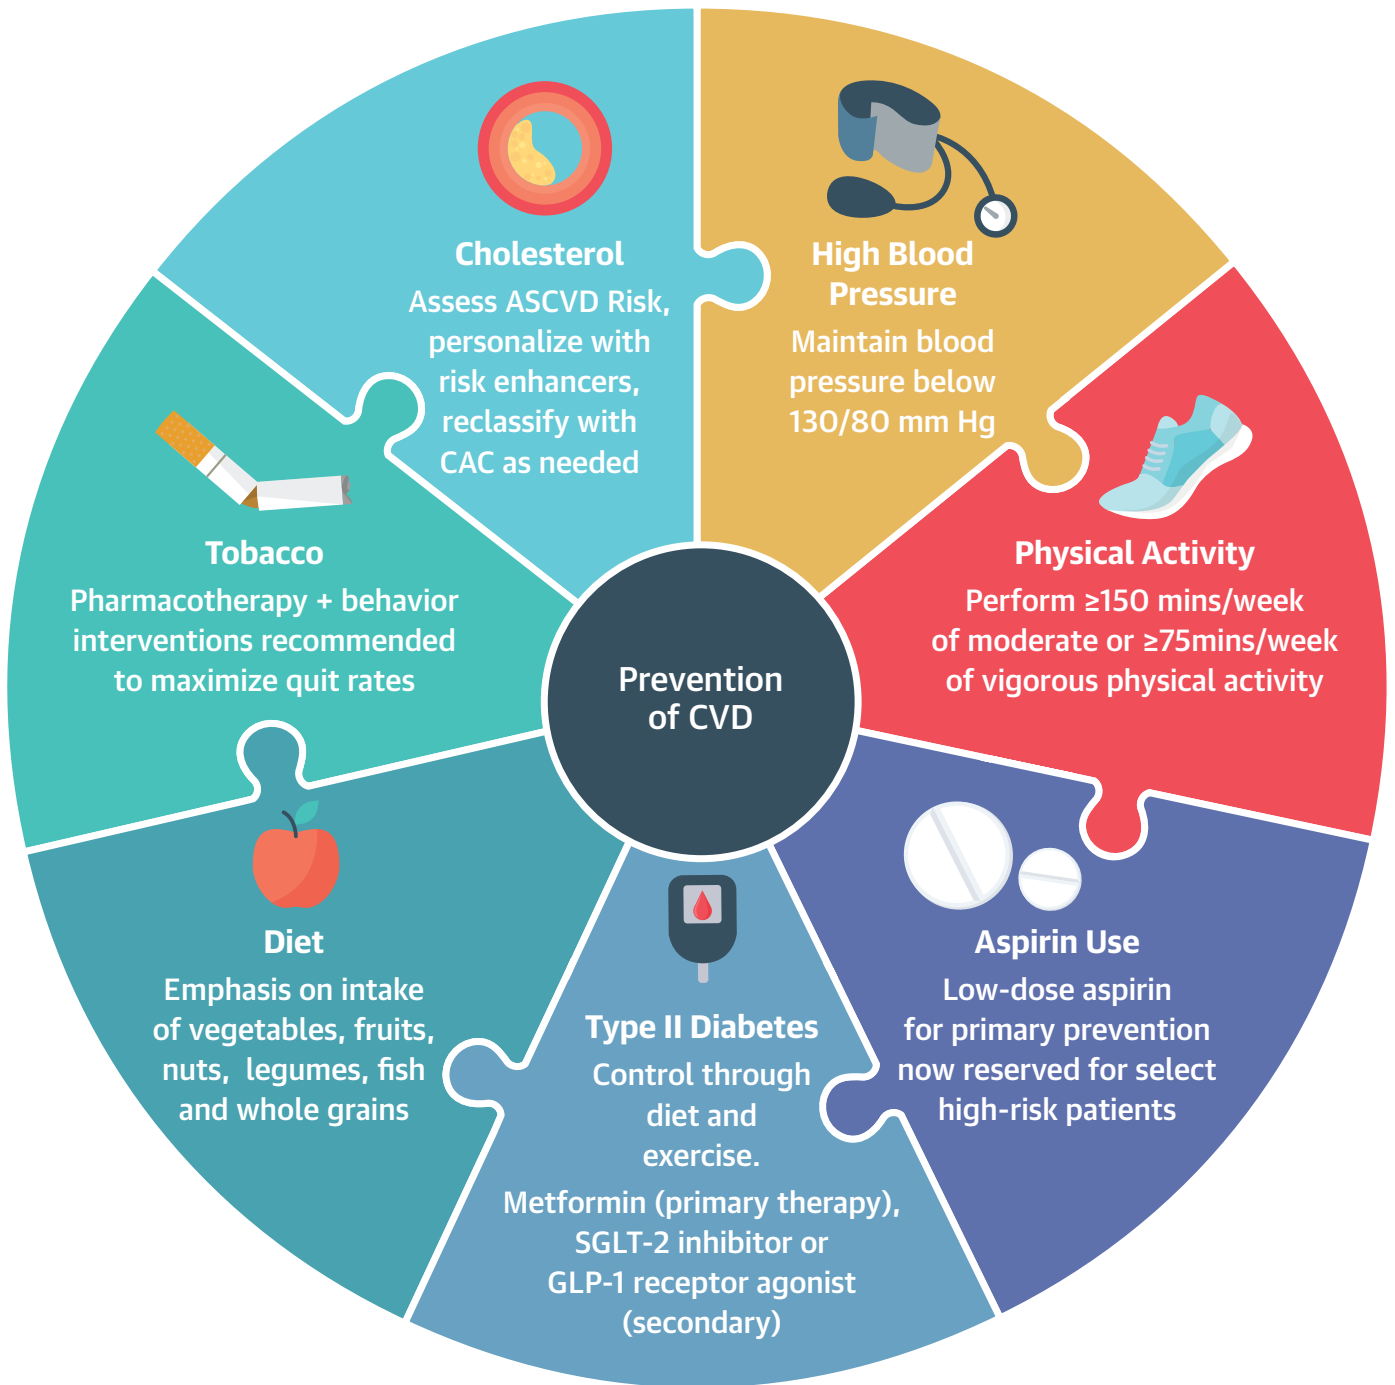 Cholesterol
Assess ASCVD Risk,
personalize with
risk enhancers,
reclassify with
CAC as needed
High Blood
Pressure
Maintain blood
pressure below
130/80 mm Hg
Physical Activity
Perform ≥150 mins/week
of moderate or ≥75mins/week
of vigorous physical activity
Aspirin Use
Low-dose aspirin
for primary prevention
now reserved for select
high-risk patients
Type II Diabetes
Control through
diet and
exercise.
Metformin (primary therapy),
SGLT-2 inhibitor or
GLP-1 receptor agonist
(secondary)
Diet
Emphasis on intake
of vegetables, fruits,
nuts, legumes, fish
and whole grains
Tobacco
Pharmacotherapy + behavior
interventions recommended
to maximize quit rates
Prevention
of CVD